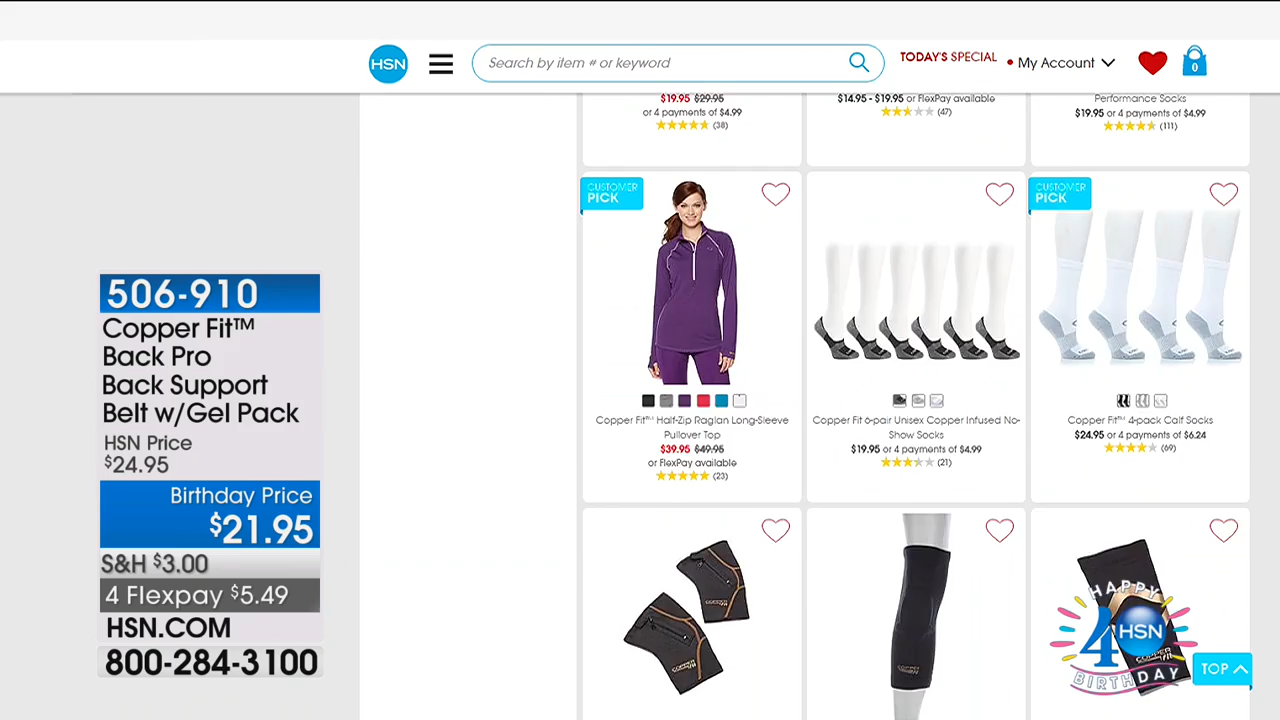 HSN
Search by item # or keyword
TODAY'S SPECIAL
My Account
0
$19.95 $29.95
or 4 payments of $4.99
(38)
$14.95 - $19.95 or FlexPay available
(47)
Performance Socks
$19.95 or 4 payments of $4.99
(111)
CUSTOMER
PICK
Copper Fit™ Half-Zip Raglan Long-Sleeve
Pullover Top
$39.95 $49.95
or FlexPay available
(23)
Copper Fit 6-pair Unisex Copper Infused No-
Show Socks
$19.95 or 4 payments of $4.99
(21)
CUSTOMER
PICK
Copper Fit™ 4-pack Calf Socks
$24.95 or 4 payments of $6.24
(69)
506-910
Copper Fit™
Back Pro
Back Support
Belt w/Gel Pack
HSN Price
$24.95
Birthday Price
$21.95
S&H $3.00
4 Flexpay $5.49
HSN.COM
800-284-3100
COPPER
COPPER
COPPER
HAPPY
40
HSN
BIRTHDAY
TOP